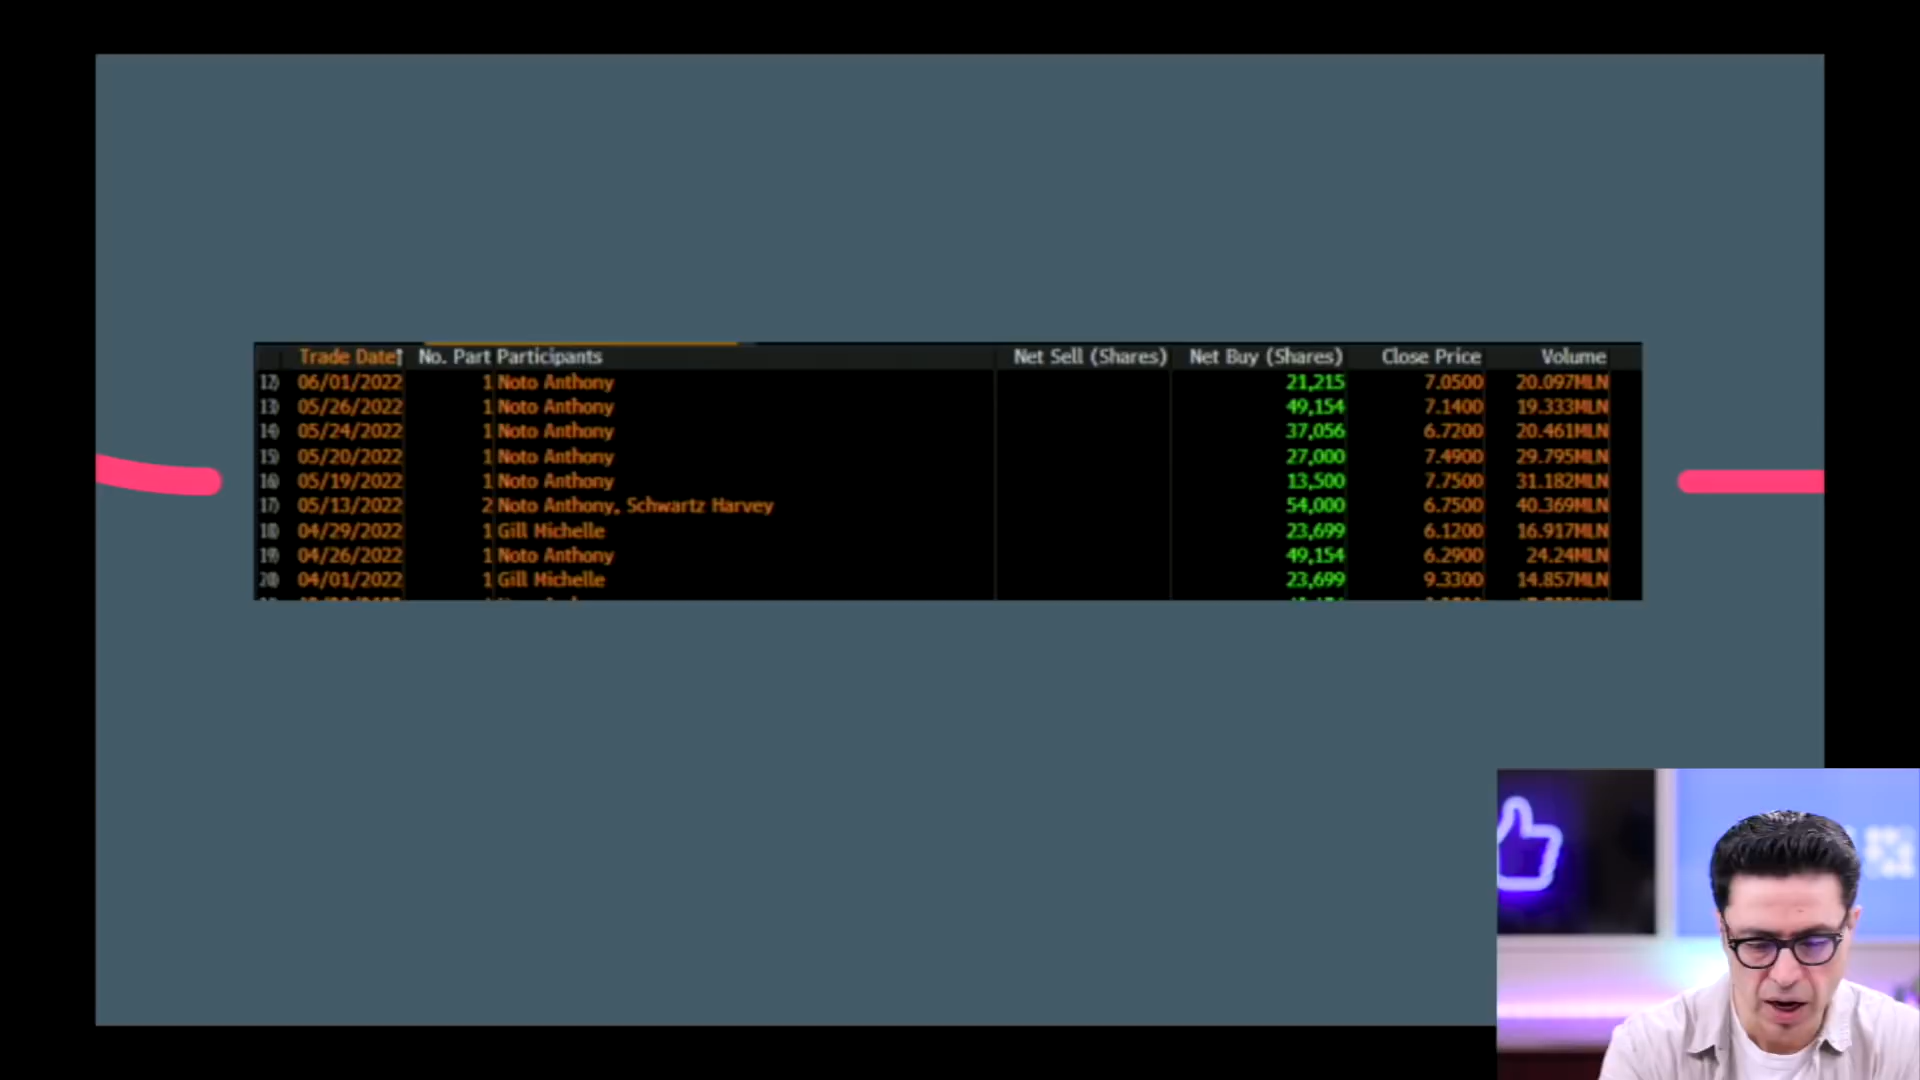 Trade Date↑ No. Part Participants Net Sell (Shares) Net Buy (Shares) Close Price Volume
12) 06/01/2022 1 Noto Anthony 21,215 7.0500 20.097MLN
13) 05/26/2022 1 Noto Anthony 49,154 7.1400 19.333MLN
14) 05/24/2022 1 Noto Anthony 37,056 6.7200 20.461MLN
15) 05/20/2022 1 Noto Anthony 27,000 7.4900 29.795MLN
16) 05/19/2022 1 Noto Anthony 13,500 7.7500 31.182MLN
17) 05/13/2022 2 Noto Anthony, Schwartz Harvey 54,000 6.7500 40.369MLN
18) 04/29/2022 1 Gill Michelle 23,699 6.1200 16.917MLN
19) 04/26/2022 1 Noto Anthony 49,154 6.2900 24.24MLN
20) 04/01/2022 1 Gill Michelle 23,699 9.3300 14.857MLN